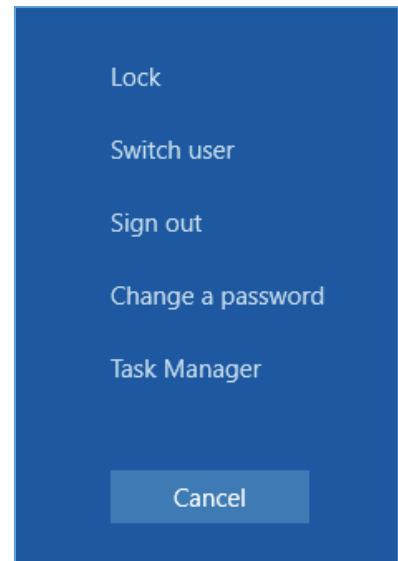 Lock
Switch user
Sign out
Change a password
Task Manager
Cancel